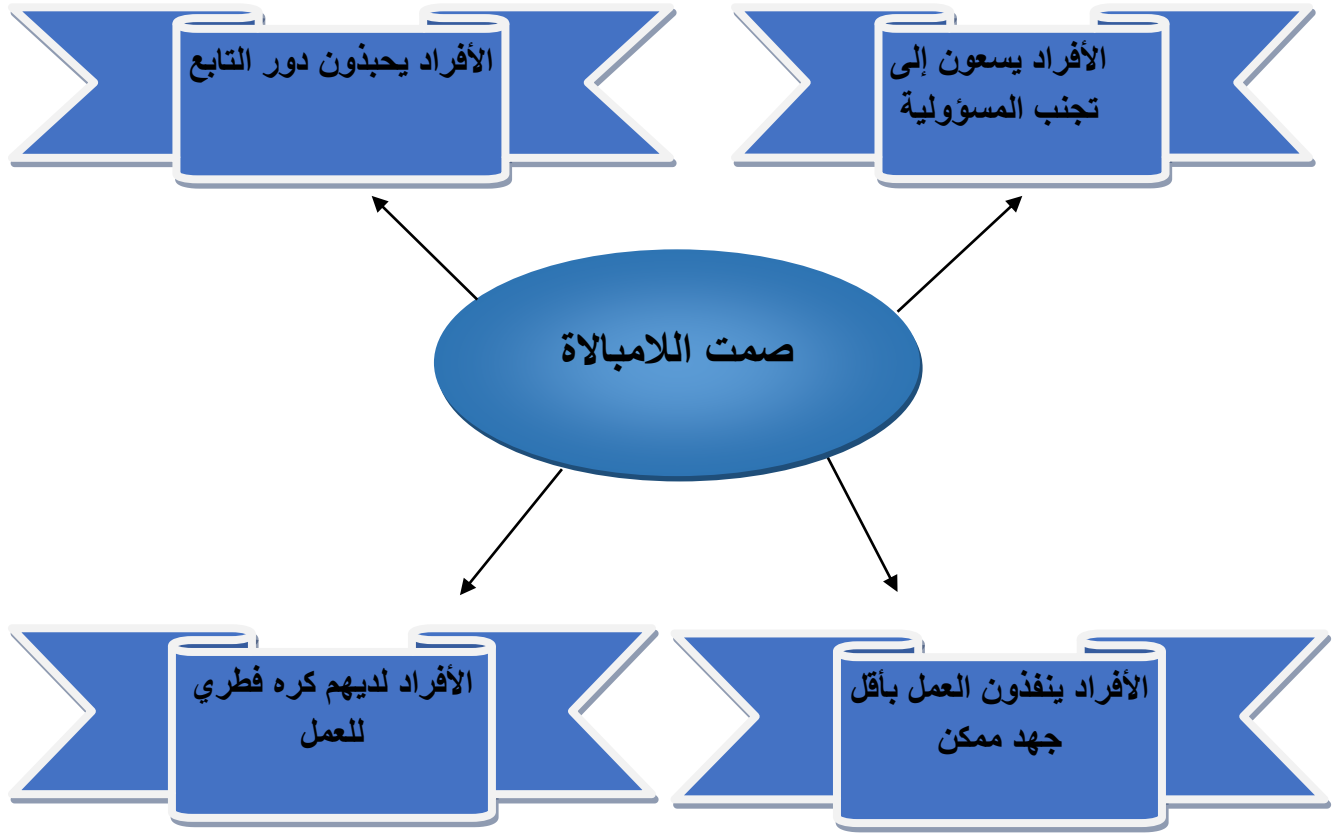 الأفراد يسعون إلى
تجنب المسؤولية
الأفراد يحبذون دور التابع
صمت اللامبالاة
الأفراد ينفذون العمل بأقل
جهد ممكن
الأفراد لديهم كره فطري
للعمل